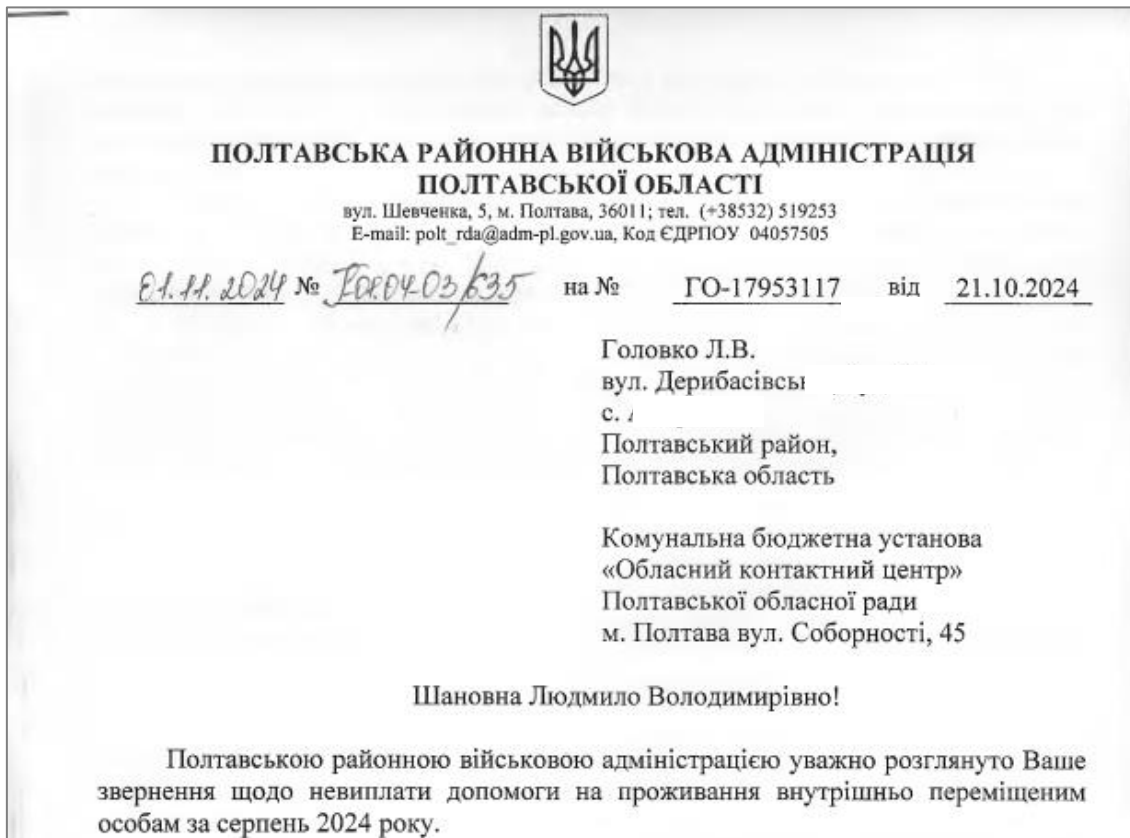 ПОЛТАВСЬКА РАЙОННА ВІЙСЬКОВА АДМІНІСТРАЦІЯ
ПОЛТАВСЬКОЇ ОБЛАСТІ
вул. Шевченка, 5, м. Полтава, 36011; тел. (+38532) 519253
E-mail: polt_rda@adm-pl.gov.ua, Код ЄДРПОУ 04057505
01.11.2024 № на № ГО-17953117 від 21.10.2024
Головко Л.В.
вул.
с.
Полтавський район,
Полтавська область
Комунальна бюджетна установа
«Обласний контактний центр»
Полтавської обласної ради
м. Полтава вул. Соборності, 45
Шановна Людмило Володимирівно!
Полтавською районною військовою адміністрацією уважно розглянуто Ваше
звернення щодо невиплати допомоги на проживання внутрішньо переміщеним
особам за серпень 2024 року.